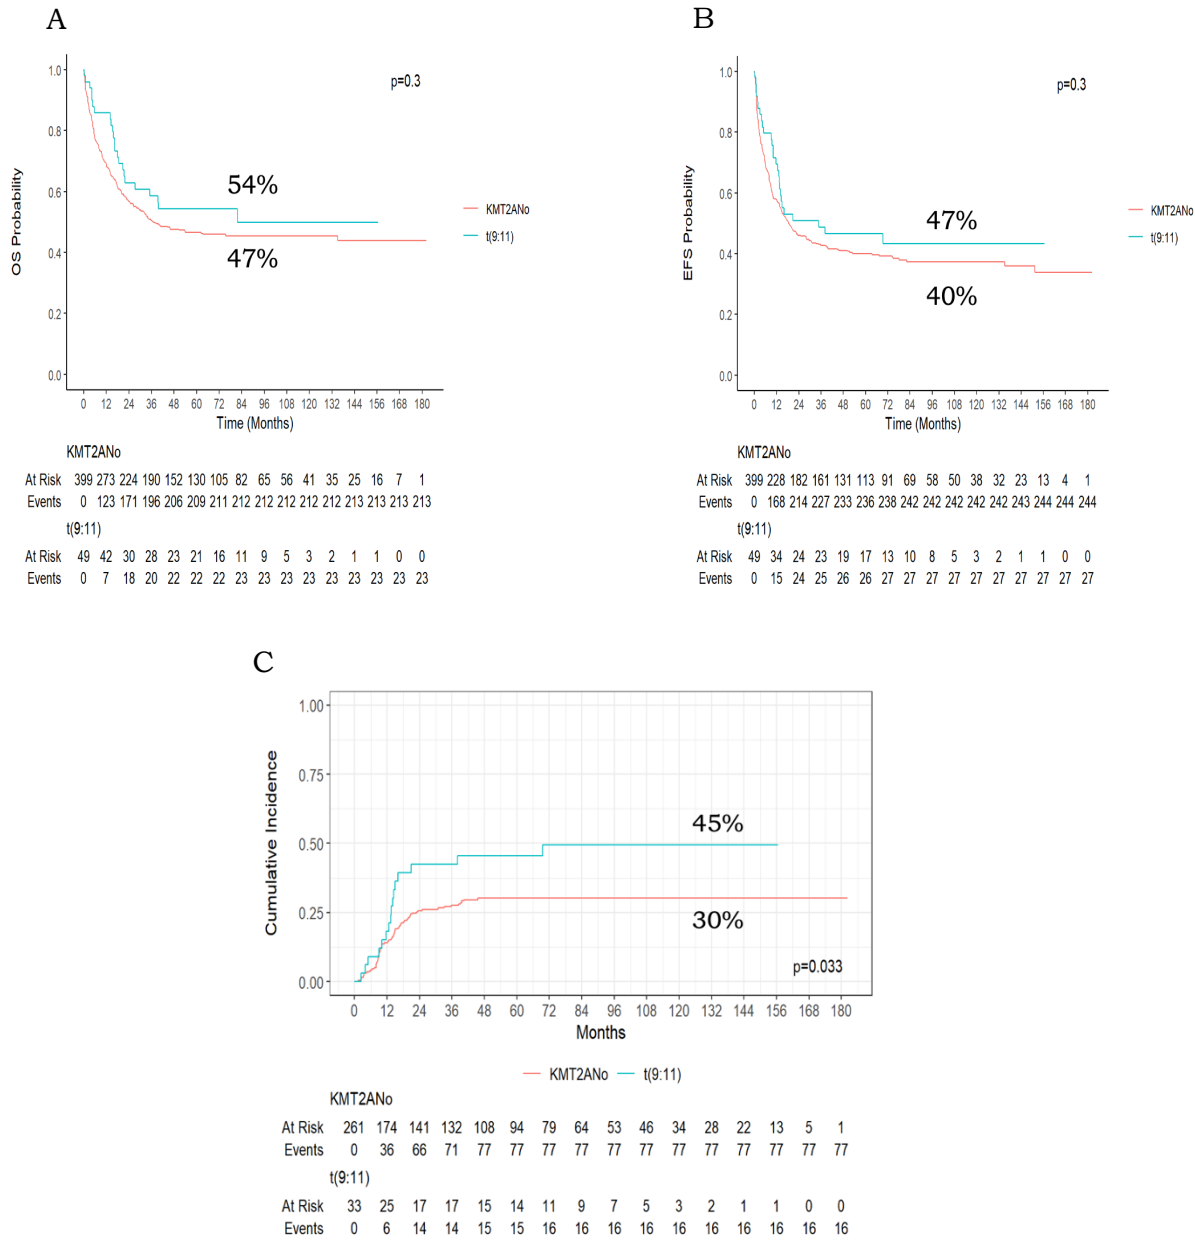 A
OS Probability
1.0
0.8
0.6
0.4
0.2
0.0
p=0.3
54%
47%
KMT2ANo
t(9:11)
0 12 24 36 48 60 72 84 96 108 120 132 144 156 168 180
Time (Months)
KMT2ANo
At Risk 399 273 224 190 152 130 105 82 65 56 41 35 25 16 7 1
Events 0 123 171 196 206 209 211 212 212 212 212 212 213 213 213 213
t(9:11)
At Risk 49 42 30 28 23 21 16 11 9 5 3 2 1 1 0 0
Events 0 7 18 20 22 22 22 23 23 23 23 23 23 23 23 23
B
EFS Probability
1.0
0.8
0.6
0.4
0.2
0.0
p=0.3
47%
40%
KMT2ANo
t(9:11)
0 12 24 36 48 60 72 84 96 108 120 132 144 156 168 180
Time (Months)
KMT2ANo
At Risk 399 228 182 161 131 113 91 69 58 50 38 32 23 13 4 1
Events 0 168 214 227 233 236 238 242 242 242 242 242 243 244 244 244
t(9:11)
At Risk 49 34 24 23 19 17 13 10 8 5 3 2 1 1 0 0
Events 0 15 24 25 26 26 27 27 27 27 27 27 27 27 27 27
C
Cumulative Incidence
1.00
0.75
0.50
0.25
0.00
45%
30%
p=0.033
0 12 24 36 48 60 72 84 96 108 120 132 144 156 168 180
Months
KMT2ANo t(9:11)
KMT2ANo
At Risk 261 174 141 132 108 94 79 64 53 46 34 28 22 13 5 1
Events 0 36 66 71 77 77 77 77 77 77 77 77 77 77 77 77
t(9:11)
At Risk 33 25 17 17 15 14 11 9 7 5 3 2 1 1 0 0
Events 0 6 14 14 15 15 16 16 16 16 16 16 16 16 16 16